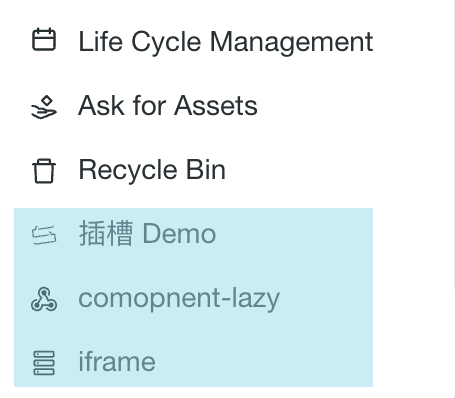 Life Cycle Management
Ask for Assets
Recycle Bin
插槽 Demo
comopnent-lazy
iframe